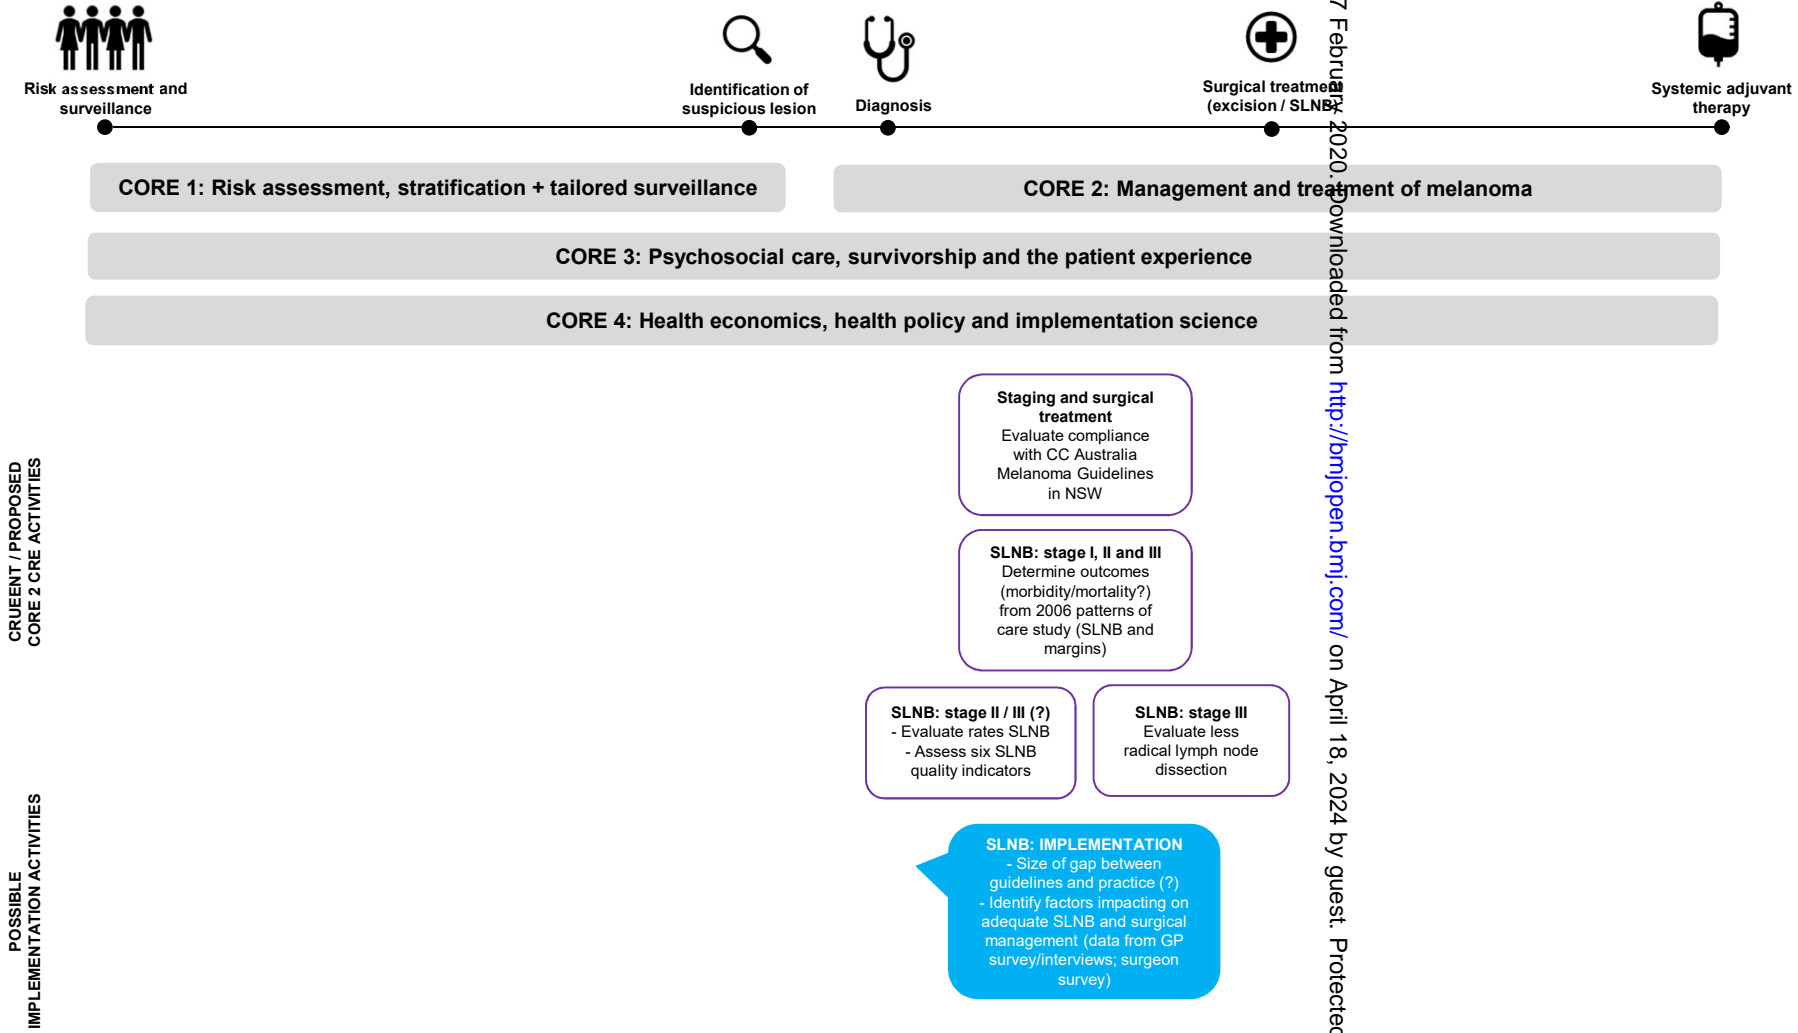 Risk assessment and
surveillance
Identification of
suspicious lesion
Diagnosis
Surgical treatment
(excision / SLNB)
Systemic adjuvant
therapy
CORE 1: Risk assessment, stratification + tailored surveillance
CORE 2: Management and treatment of melanoma
CORE 3: Psychosocial care, survivorship and the patient experience
CORE 4: Health economics, health policy and implementation science
CRUEENT / PROPOSED
CORE 2 CRE ACTIVITIES
Staging and surgical
treatment
Evaluate compliance
with CC Australia
Melanoma Guidelines
in NSW
SLNB: stage I, II and III
Determine outcomes
(morbidity/mortality?)
from 2006 patterns of
care study (SLNB and
margins)
SLNB: stage II / III (?)
- Evaluate rates SLNB
- Assess six SLNB
quality indicators
SLNB: stage III
Evaluate less
radical lymph node
dissection
POSSIBLE
IMPLEMENTATION ACTIVITIES
SLNB: IMPLEMENTATION
- Size of gap between
guidelines and practice (?)
- Identify factors impacting on
adequate SLNB and surgical
management (data from GP
survey/interviews; surgeon
survey)
7 February 2020. Downloaded from http://bmjopen.bmj.com/ on April 18, 2024 by guest. Protected